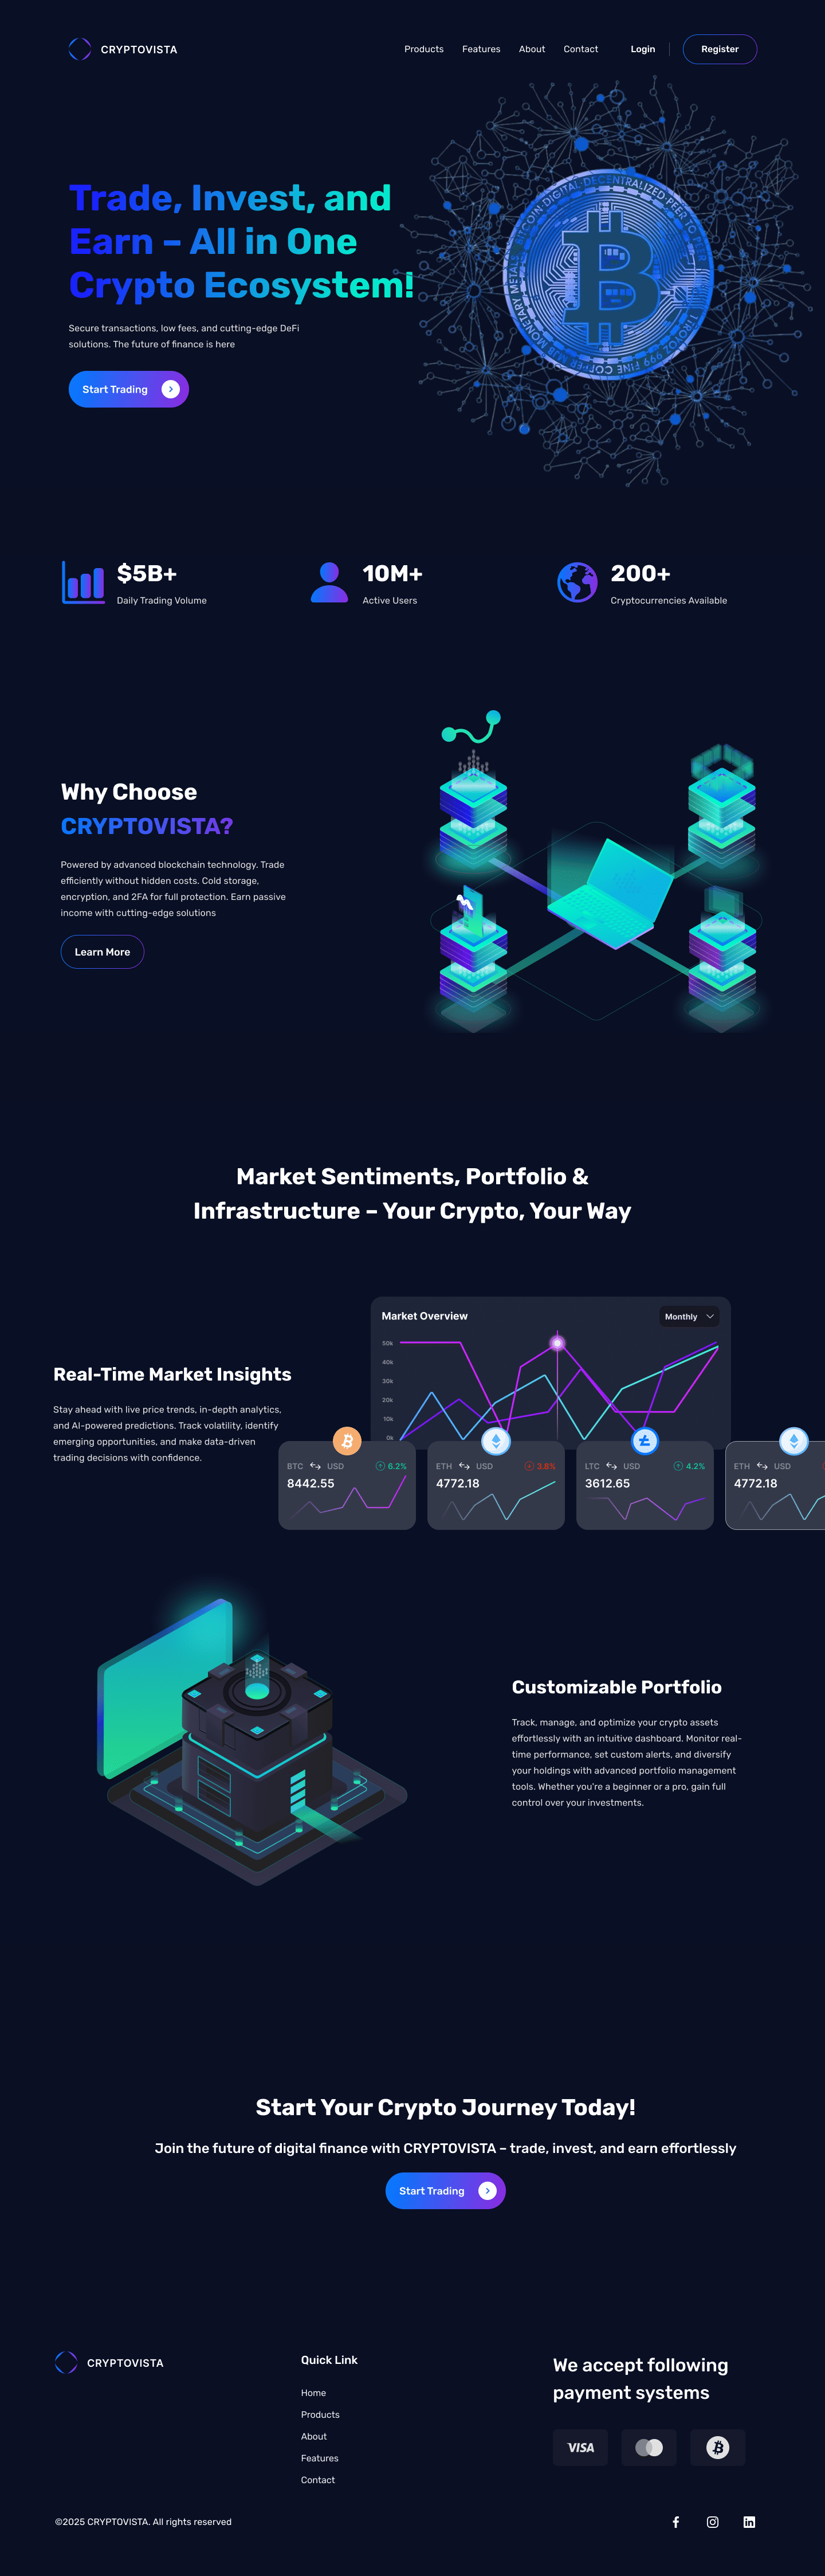 CRYPTOVISTA
Products
Features
About
Contact
Login
Register
Trade, Invest, and
Earn – All in One
Crypto Ecosystem!
Secure transactions, low fees, and cutting-edge DeFi
solutions. The future of finance is here
Start Trading
$5B+
Daily Trading Volume
10M+
Active Users
200+
Cryptocurrencies Available
Why Choose
CRYPTOVISTA?
Powered by advanced blockchain technology. Trade
efficiently without hidden costs. Cold storage,
encryption, and 2FA for full protection. Earn passive
income with cutting-edge solutions
Learn More
Market Sentiments, Portfolio &
Infrastructure – Your Crypto, Your Way
Real-Time Market Insights
Stay ahead with live price trends, in-depth analytics,
and AI-powered predictions. Track volatility, identify
emerging opportunities, and make data-driven
trading decisions with confidence.
Market Overview
Monthly
50k
40k
30k
20k
10k
0k
BTC USD 6.2%
8442.55
ETH USD 3.8%
4772.18
LTC USD 4.2%
3612.65
ETH USD
4772.18
Customizable Portfolio
Track, manage, and optimize your crypto assets
effortlessly with an intuitive dashboard. Monitor real-
time performance, set custom alerts, and diversify
your holdings with advanced portfolio management
tools. Whether you're a beginner or a pro, gain full
control over your investments.
Start Your Crypto Journey Today!
Join the future of digital finance with CRYPTOVISTA – trade, invest, and earn effortlessly
Start Trading
CRYPTOVISTA
Quick Link
Home
Products
About
Features
Contact
We accept following
payment systems
VISA
©2025 CRYPTOVISTA. All rights reserved